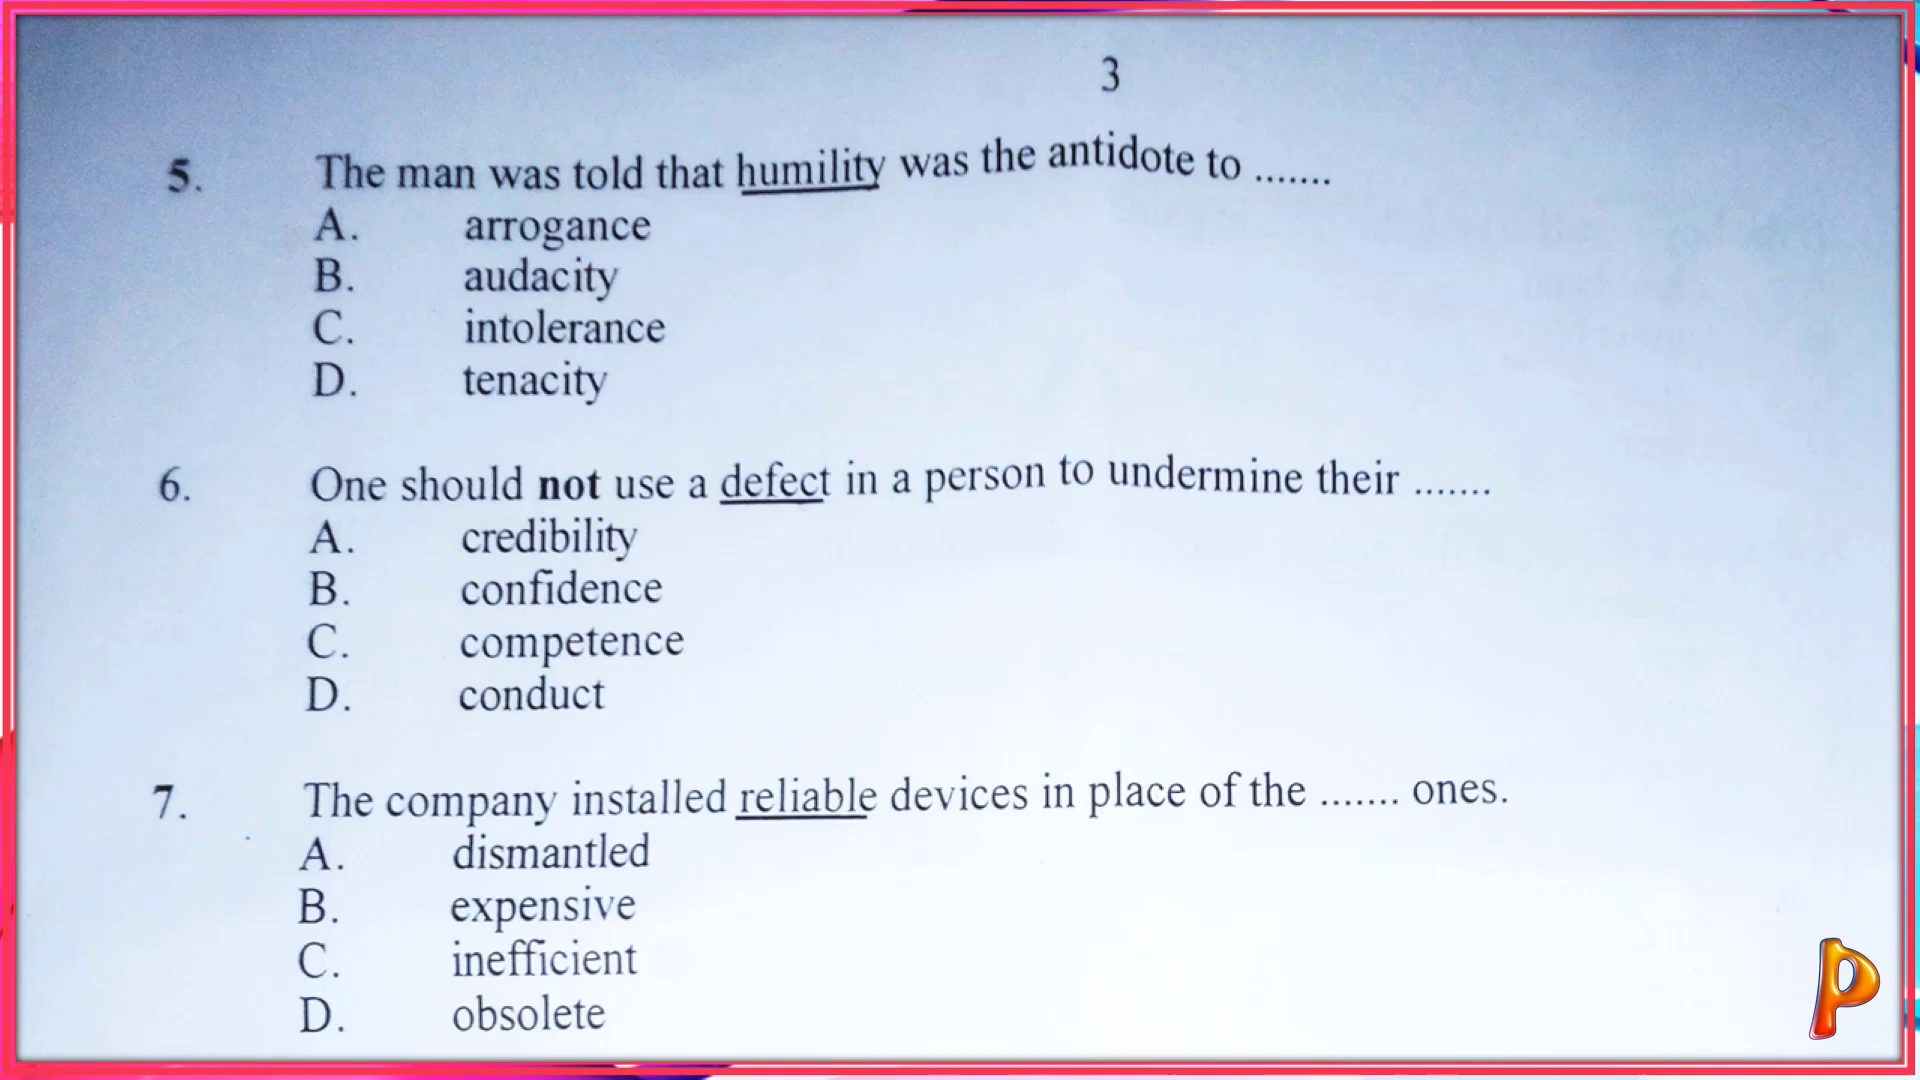 3
5. The man was told that humility was the antidote to .......
A. arrogance
B. audacity
C. intolerance
D. tenacity
6. One should not use a defect in a person to undermine their .......
A. credibility
B. confidence
C. competence
D. conduct
7. The company installed reliable devices in place of the ....... ones.
A. dismantled
B. expensive
C. inefficient
D. obsolete
P